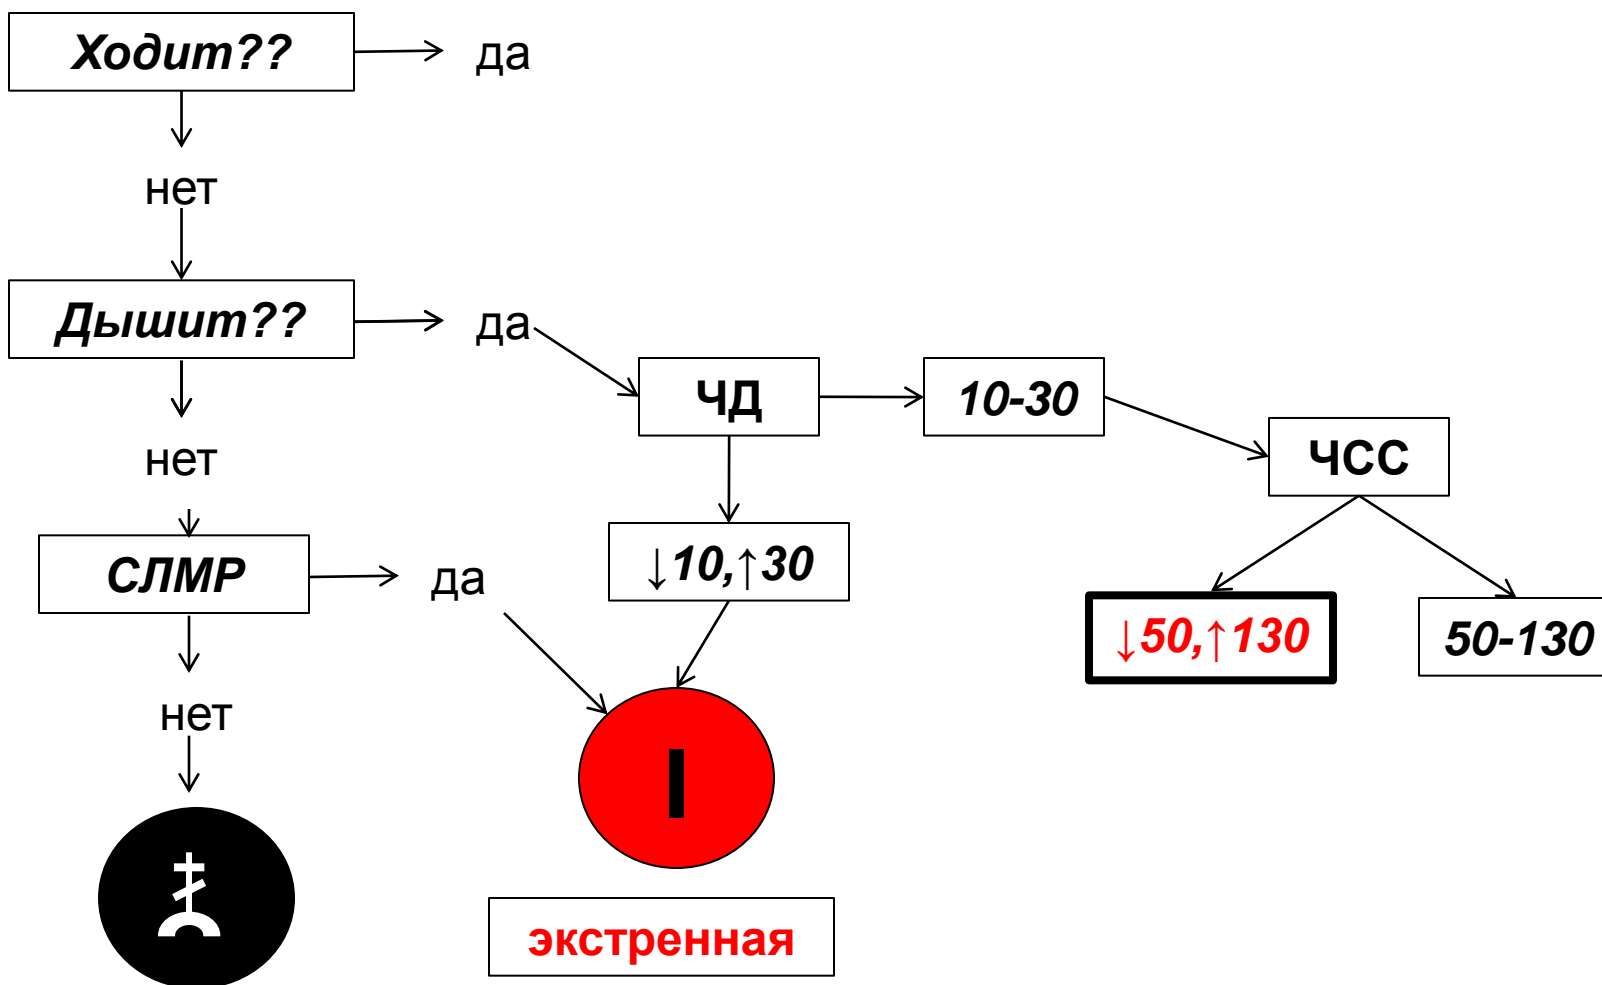 Ходит??
да
нет
Дышит??
да
ЧД
10-30
ЧСС
нет
СЛМР
да
↓10,↑30
↓50,↑130
50-130
нет
I
экстренная